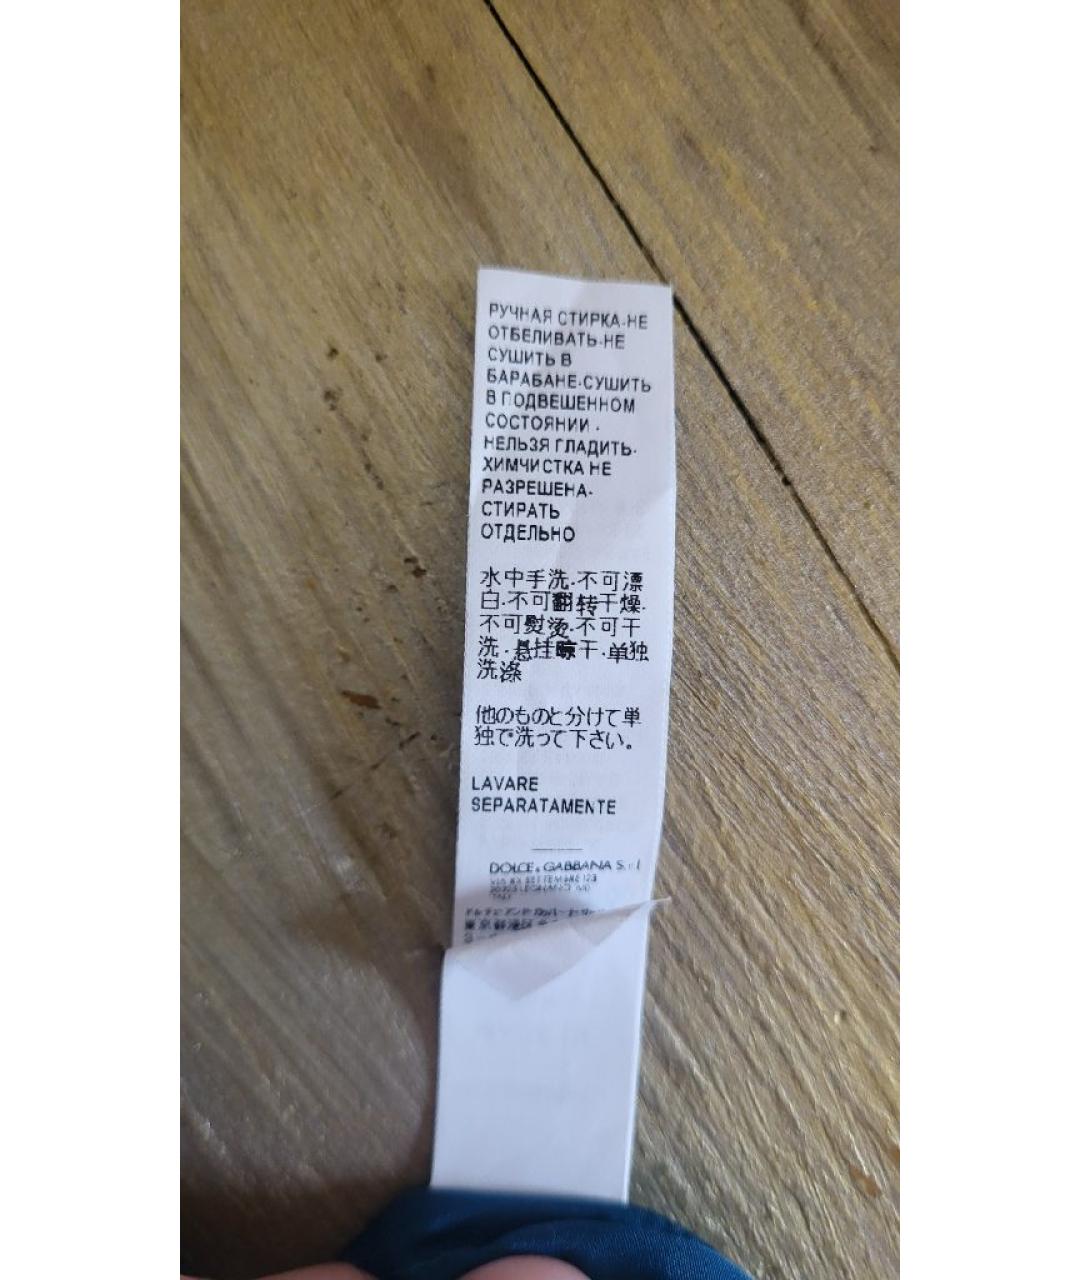 РУЧНАЯ СТИРКА-НЕ
ОТБЕЛИВАТЬ-НЕ
СУШИТЬ В
БАРАБАНЕ-СУШИТЬ
В ПОДВЕШЕННОМ
СОСТОЯНИИ -
НЕЛЬЗЯ ГЛАДИТЬ-
ХИМЧИСТКА НЕ
РАЗРЕШЕНА-
СТИРАТЬ
ОТДЕЛЬНО
水中手洗-不可漂
白-不可翻转干燥-
不可熨烫-不可干
洗-悬挂晾干-单独
洗涤
他のものと分けて単
独で洗って下さい。
LAVARE
SEPARATAMENTE
DOLCE & GABBANA S.r.l
ITALY